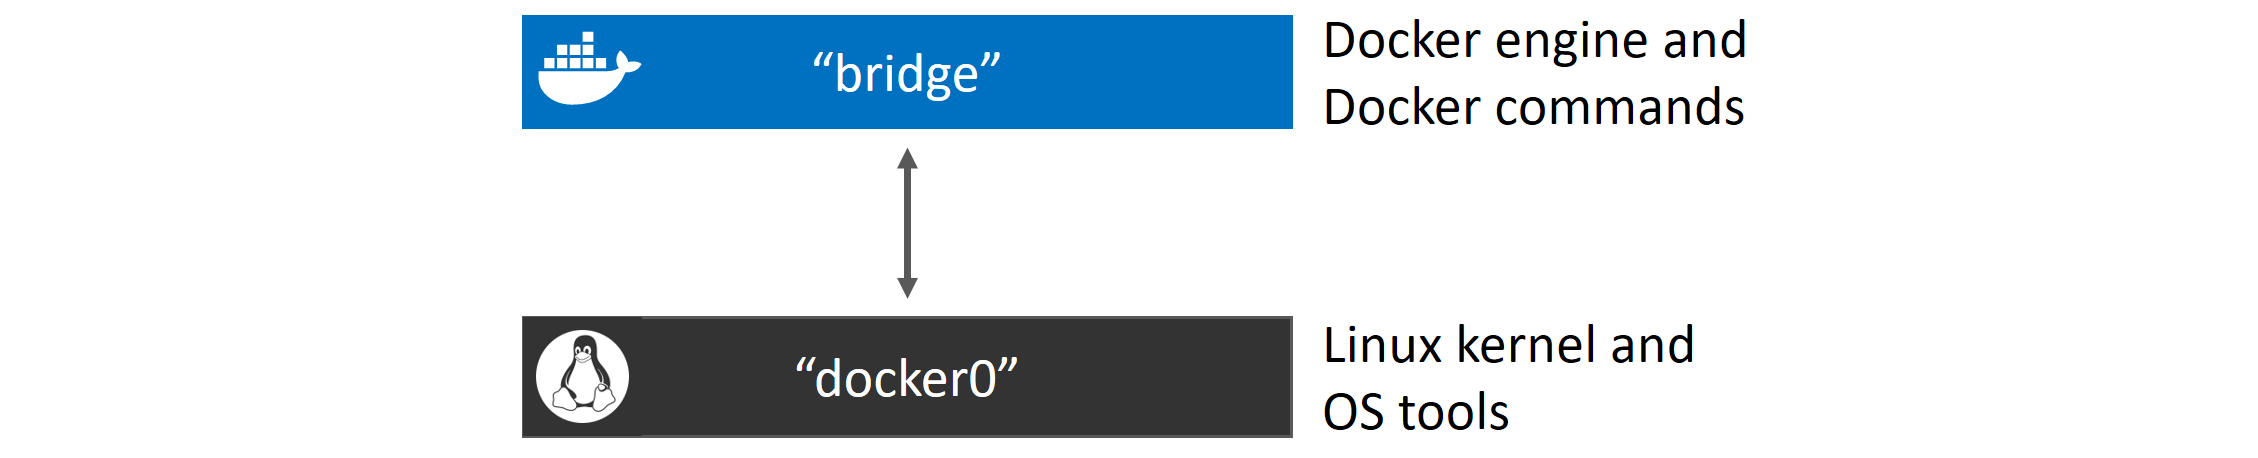 “bridge”
Docker engine and
Docker commands
“docker0”
Linux kernel and
OS tools